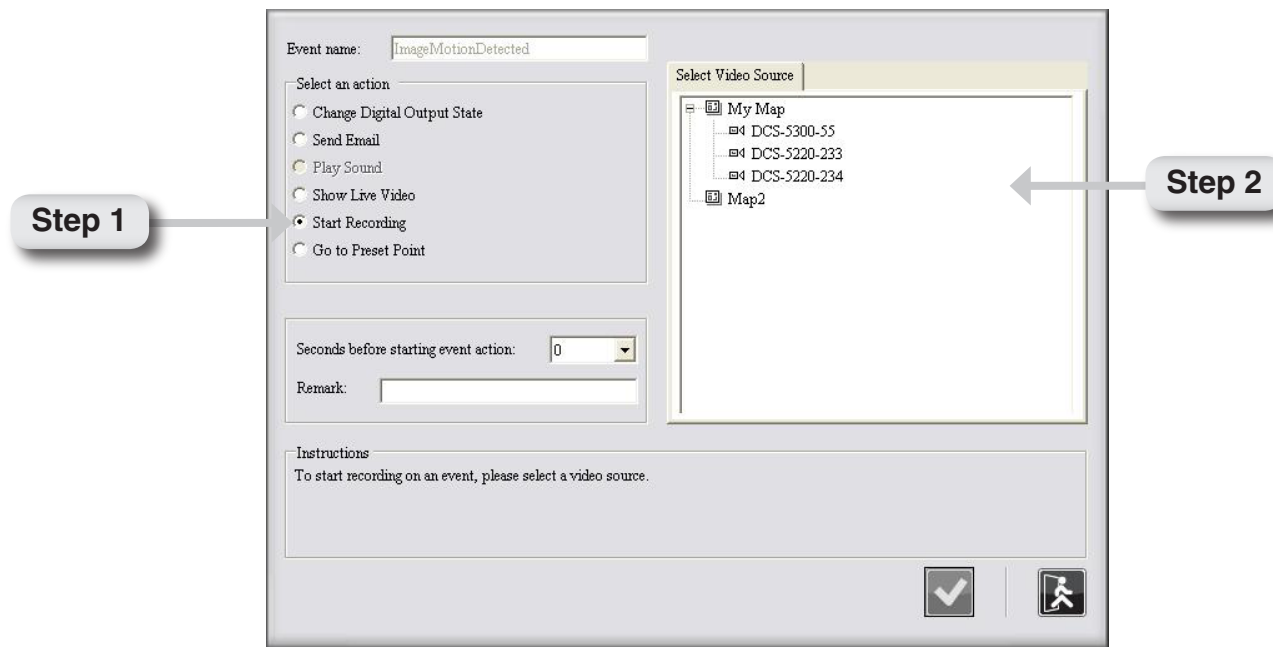 Event name: ImageMotionDetected
Select an action
Change Digital Output State
Send Email
Play Sound
Show Live Video
Start Recording
Go to Preset Point
Step 1
Seconds before starting event action: 0
Remark:
Select Video Source
My Map
DCS-5300-55
DCS-5220-233
DCS-5220-234
Map2
Step 2
Instructions
To start recording on an event, please select a video source.